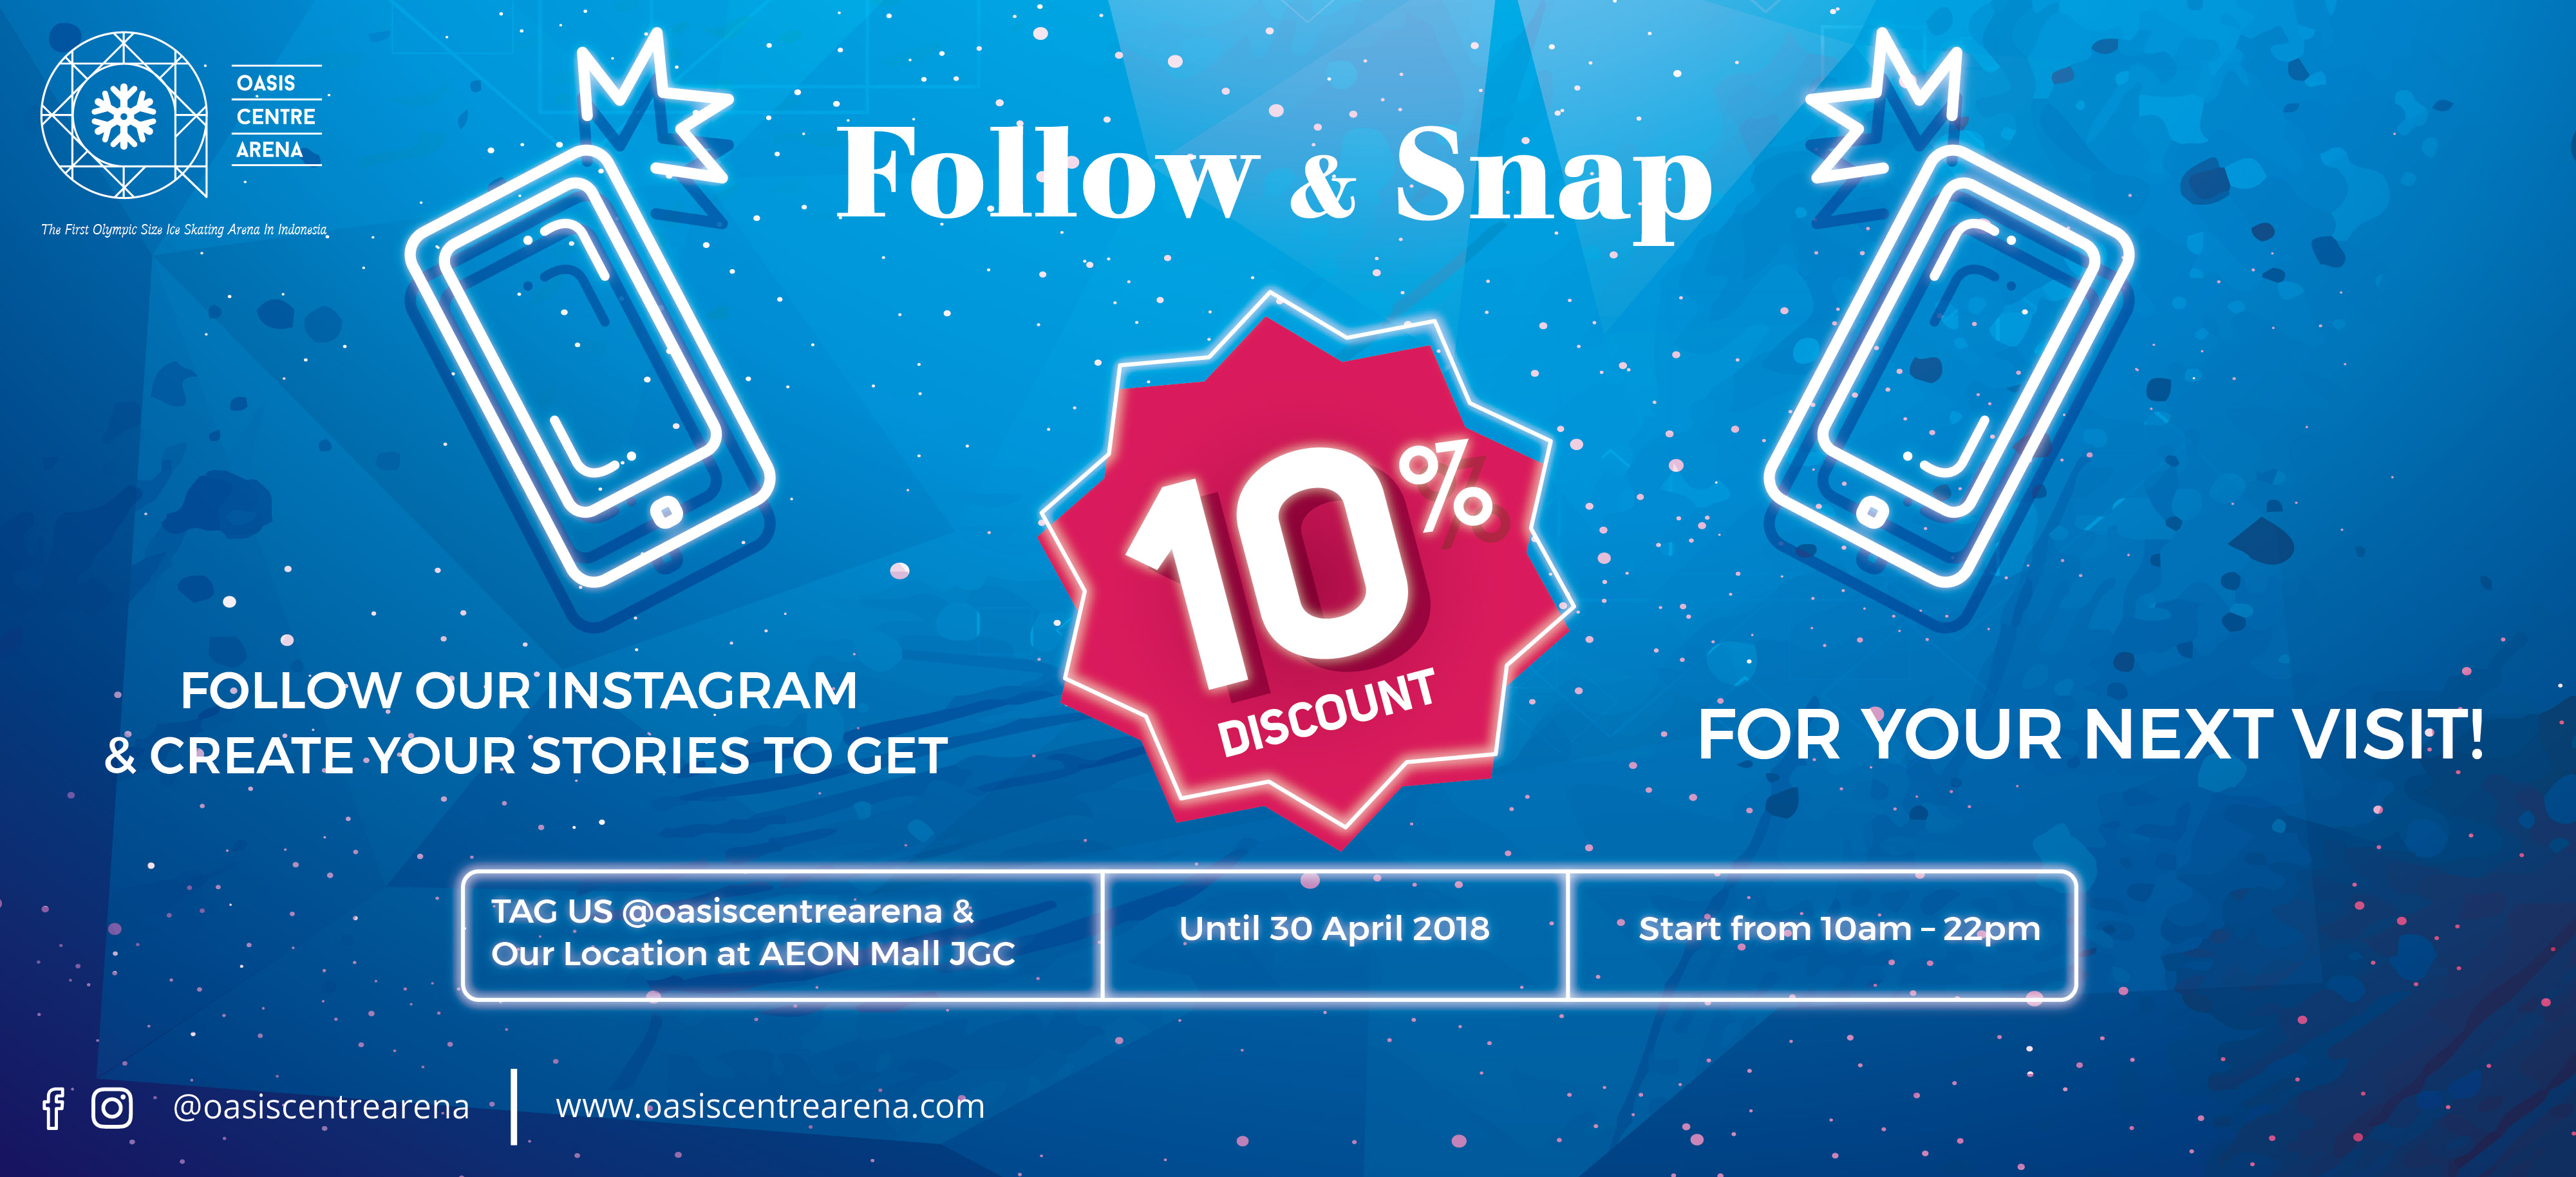 OASIS
CENTRE
ARENA
The First Olympic Size Ice Skating Arena In Indonesia
Follow & Snap
10%
DISCOUNT
FOLLOW OUR INSTAGRAM
& CREATE YOUR STORIES TO GET
FOR YOUR NEXT VISIT!
TAG US @oasiscentrearena &
Our Location at AEON Mall JGC
Until 30 April 2018
Start from 10am – 22pm
@oasiscentrearena
www.oasiscentrearena.com